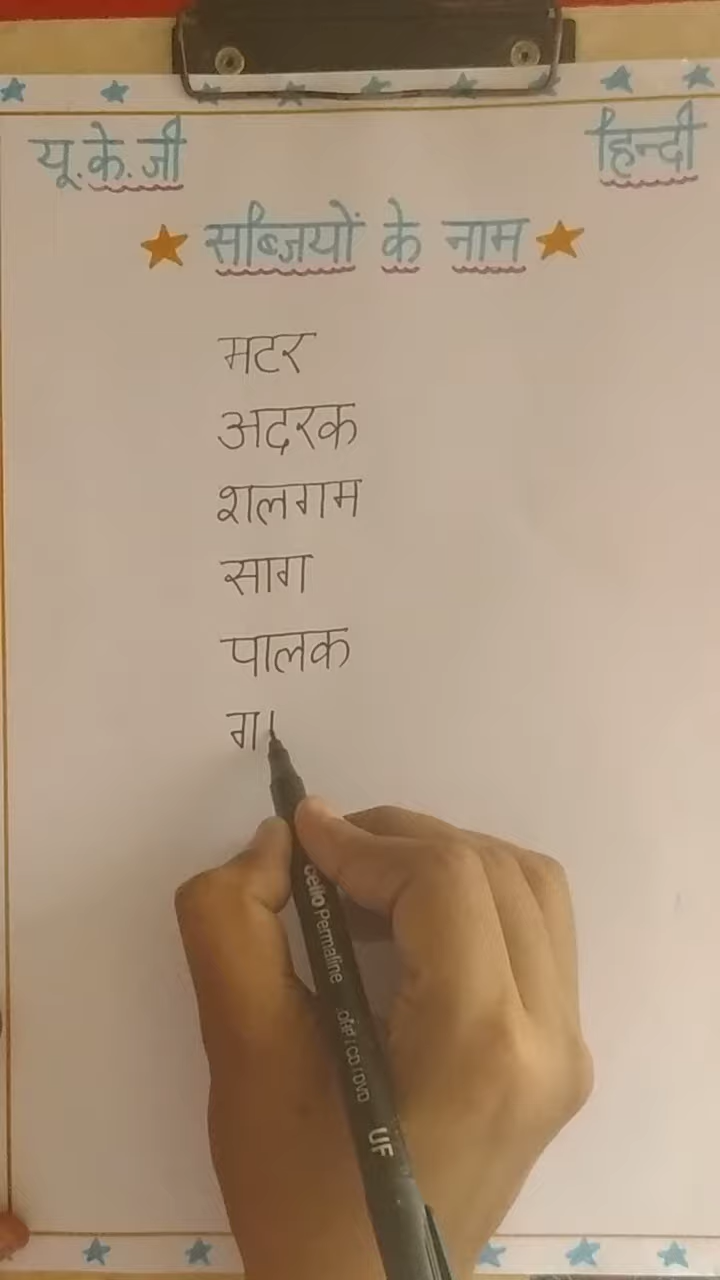 यू.के.जी
हिन्दी
सब्जियों के नाम
मटर
अदरक
शलगम
साग
पालक
गा
cello Permaline
UF